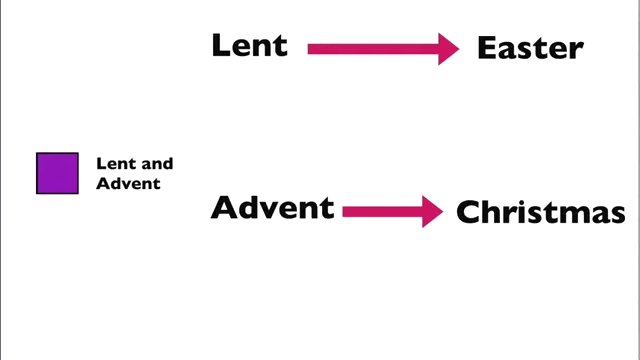 Lent
Easter
Lent and
Advent
Advent
Christmas